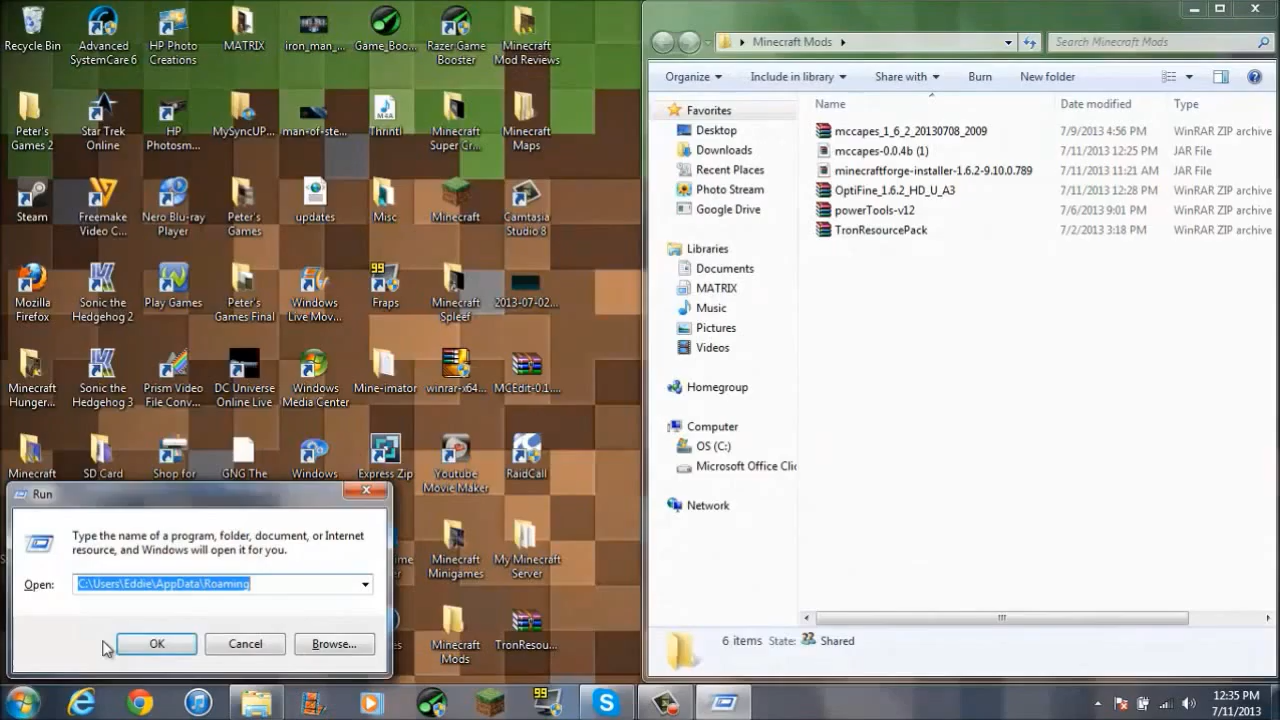 Recycle Bin
Advanced
SystemCare 6
HP Photo
Creations
MATRIX
iron_man_...
Game_Boo...
Razer Game
Booster
Minecraft
Mod Reviews
Peter's
Games 2
Star Trek
Online
HP
Photosm...
MySyncUP...
man-of-ste...
Thrintl
Minecraft
Super Cr...
Minecraft
Maps
Steam
Freemake
Video C...
Nero Blu-ray
Player
Peter's
Games
updates
Misc
Minecraft
Camtasia
Studio 8
Mozilla
Firefox
Sonic the
Hedgehog 2
Play Games
Peter's
Games Final
Windows
Live Mov...
99
Fraps
Minecraft
Spleef
2013-07-02...
Minecraft
Hunger...
Sonic the
Hedgehog 3
Prism Video
File Conv...
DC Universe
Online Live
Windows
Media Center
Mine-imator
winrar-x64...
MCEdit-0.1....
Minecraft
SD Card
Shop for
GNG The
Windows
Express Zip
Youtube
Movie Maker
RaidCall
Minecraft
Minigames
My Minecraft
Server
Minecraft
Mods
TronResou...
Run
Type the name of a program, folder, document, or Internet
resource, and Windows will open it for you.
Open:
C:\Users\Eddie\AppData\Roaming
OK
Cancel
Browse...
Minecraft Mods
Search Minecraft Mods
Organize
Include in library
Share with
Burn
New folder
Favorites
Desktop
Downloads
Recent Places
Photo Stream
Google Drive
Libraries
Documents
MATRIX
Music
Pictures
Videos
Homegroup
Computer
OS (C:)
Microsoft Office Clic
Network
Name
Date modified
Type
mccapes_1_6_2_20130708_2009
7/9/2013 4:56 PM
WinRAR ZIP archive
mccapes-0.0.4b (1)
7/11/2013 12:25 PM
JAR File
minecraftforge-installer-1.6.2-9.10.0.789
7/11/2013 11:21 AM
JAR File
OptiFine_1.6.2_HD_U_A3
7/11/2013 12:28 PM
WinRAR ZIP archive
powerTools-v12
7/6/2013 9:01 PM
WinRAR ZIP archive
TronResourcePack
7/2/2013 3:18 PM
WinRAR ZIP archive
6 items
State:
Shared
99
12:35 PM
7/11/2013